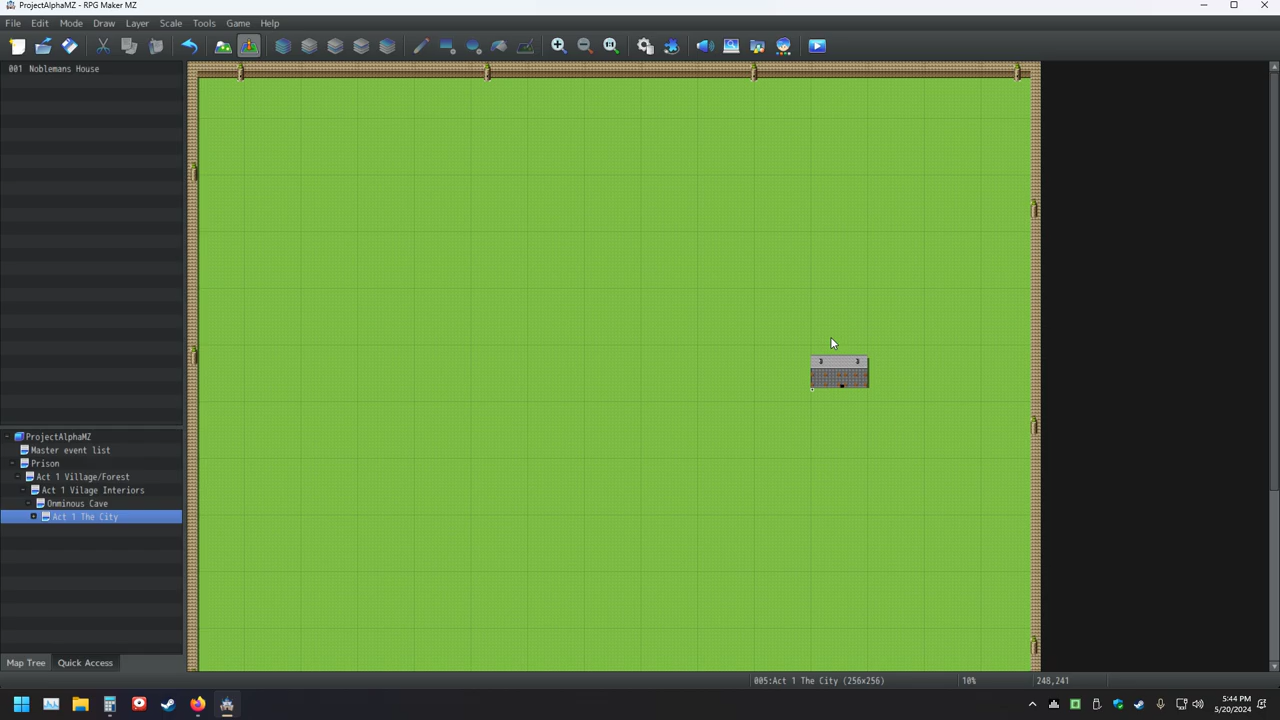 ProjectAlphaMZ - RPG Maker MZ
File Edit Mode Draw Layer Scale Tools Game Help
001 Noblemans House
ProjectAlphaMZ
Master event list
Prison
Act 1 Village/Forest
Act 1 Vilage Interiors
Omminous Cave
Act 1 The City
Map Tree Quick Access
005:Act 1 The City (256x256) 10% 248,241
5:44 PM
5/20/2024